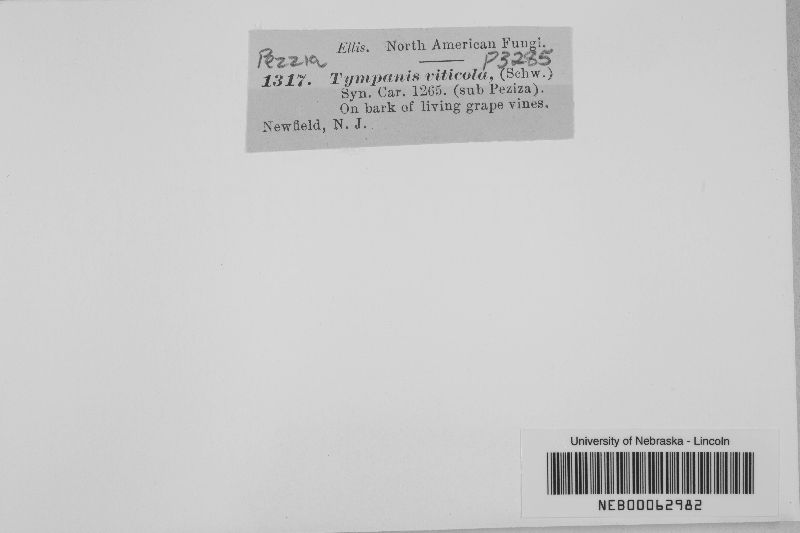 Ellis. North American Fungi.
Pezzia P3285
1317. Tympanis viticola, (Schw.)
Syn. Car. 1265. (sub Peziza).
On bark of living grape vines.
Newfield, N. J.
University of Nebraska - Lincoln
NEB00062982